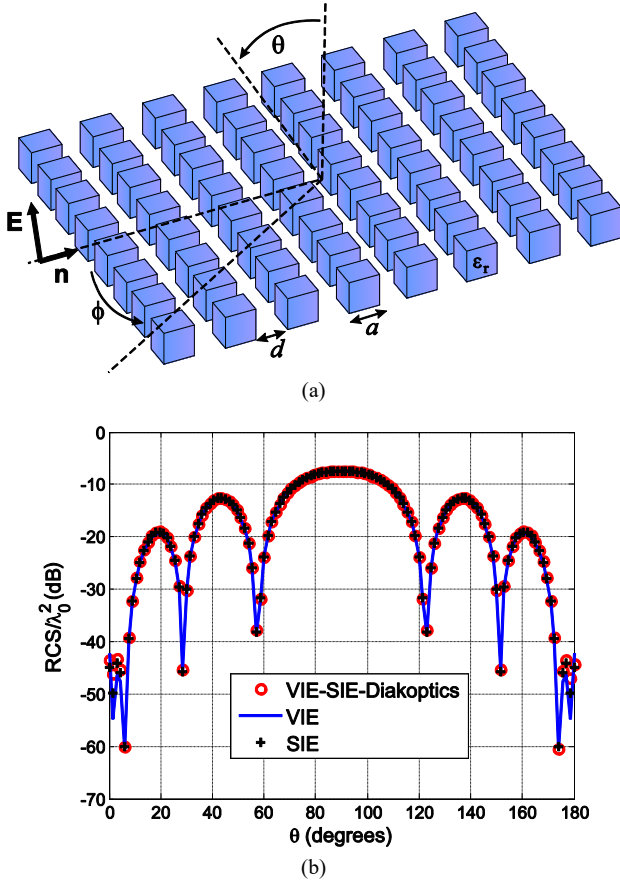 θ
E
n
ϕ
d
a
εr
(a)
0
-10
-20
-30
-40
-50
-60
-70
RCS/λ0² (dB)
VIE-SIE-Diakoptics
VIE
SIE
0 20 40 60 80 100 120 140 160 180
θ (degrees)
(b)